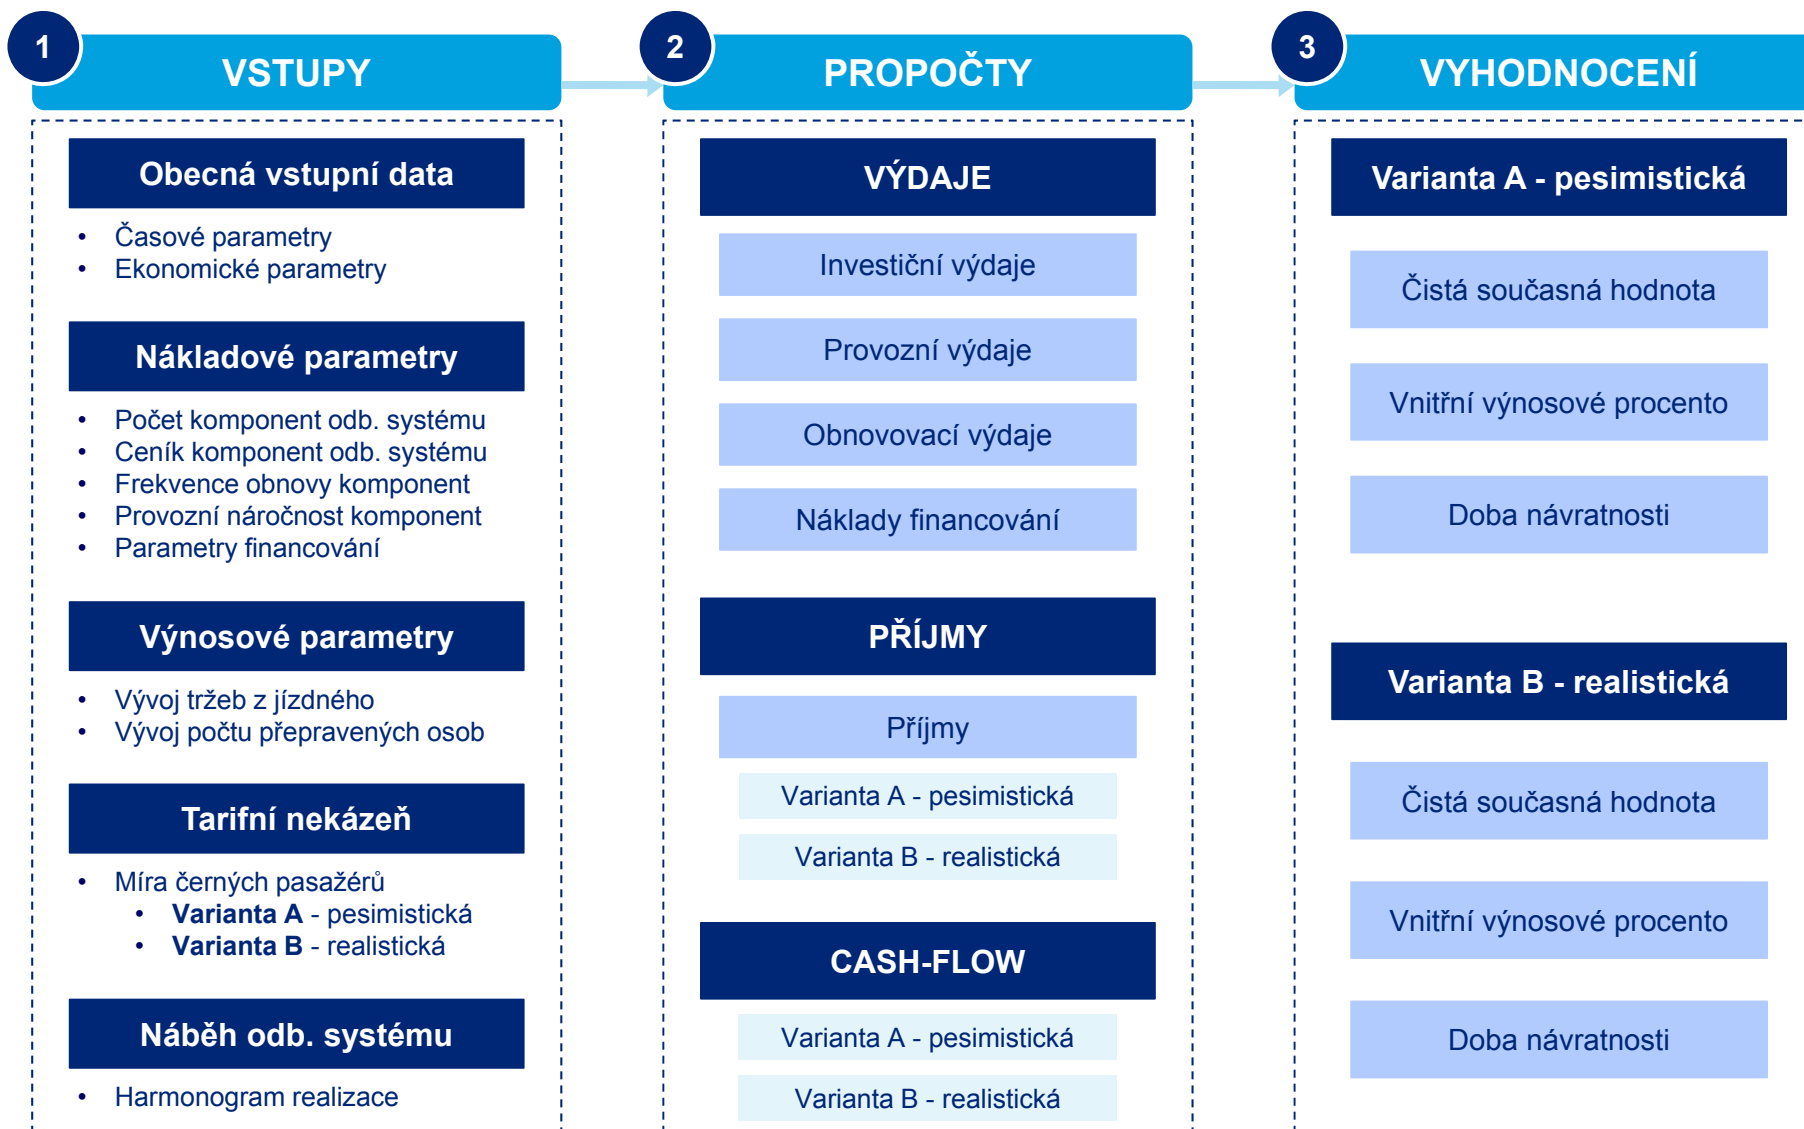 1
VSTUPY
Obecná vstupní data
• Časové parametry
• Ekonomické parametry
Nákladové parametry
• Počet komponent odb. systému
• Ceník komponent odb. systému
• Frekvence obnovy komponent
• Provozní náročnost komponent
• Parametry financování
Výnosové parametry
• Vývoj tržeb z jízdného
• Vývoj počtu přepravených osob
Tarifní nekázeň
• Míra černých pasažérů
• Varianta A - pesimistická
• Varianta B - realistická
Náběh odb. systému
• Harmonogram realizace
2
PROPOČTY
VÝDAJE
Investiční výdaje
Provozní výdaje
Obnovovací výdaje
Náklady financování
PŘÍJMY
Příjmy
Varianta A - pesimistická
Varianta B - realistická
CASH-FLOW
Varianta A - pesimistická
Varianta B - realistická
3
VYHODNOCENÍ
Varianta A - pesimistická
Čistá současná hodnota
Vnitřní výnosové procento
Doba návratnosti
Varianta B - realistická
Čistá současná hodnota
Vnitřní výnosové procento
Doba návratnosti